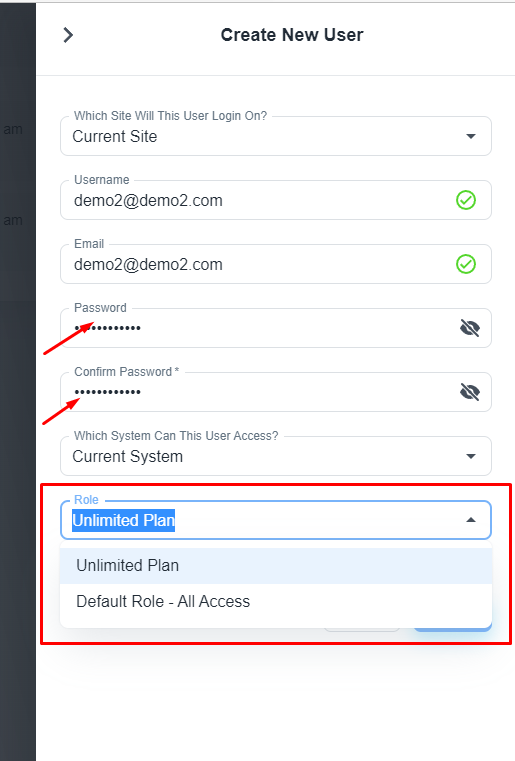 Create New User
am
Which Site Will This User Login On?
Current Site
Username
demo2@demo2.com
am
Email
demo2@demo2.com
Password
••••••••••••
Confirm Password *
••••••••••••
Which System Can This User Access?
Current System
Role
Unlimited Plan
Unlimited Plan
Default Role - All Access